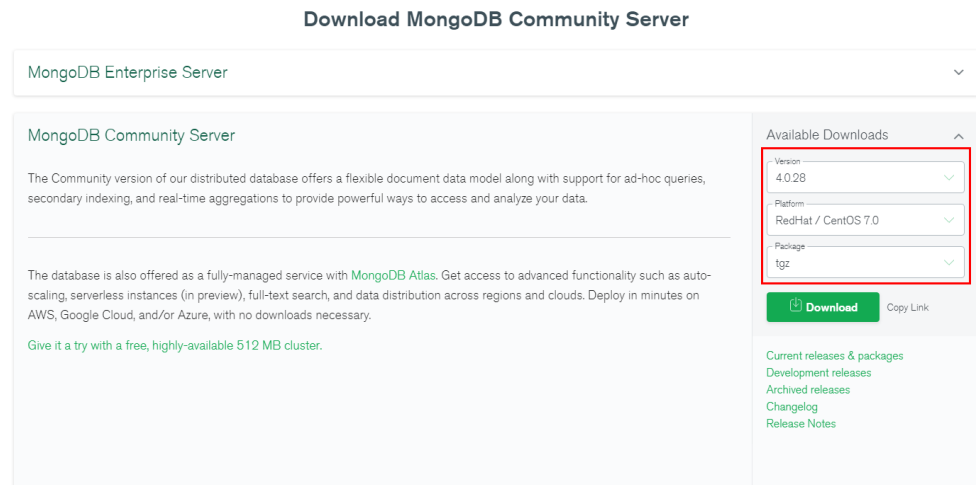 Download MongoDB Community Server
MongoDB Enterprise Server
MongoDB Community Server
The Community version of our distributed database offers a flexible document data model along with support for ad-hoc queries,
secondary indexing, and real-time aggregations to provide powerful ways to access and analyze your data.
The database is also offered as a fully-managed service with MongoDB Atlas. Get access to advanced functionality such as auto-
scaling, serverless instances (in preview), full-text search, and data distribution across regions and clouds. Deploy in minutes on
AWS, Google Cloud, and/or Azure, with no downloads necessary.
Give it a try with a free, highly-available 512 MB cluster.
Available Downloads
Version
4.0.28
Platform
RedHat / CentOS 7.0
Package
tgz
Download Copy Link
Current releases & packages
Development releases
Archived releases
Changelog
Release Notes